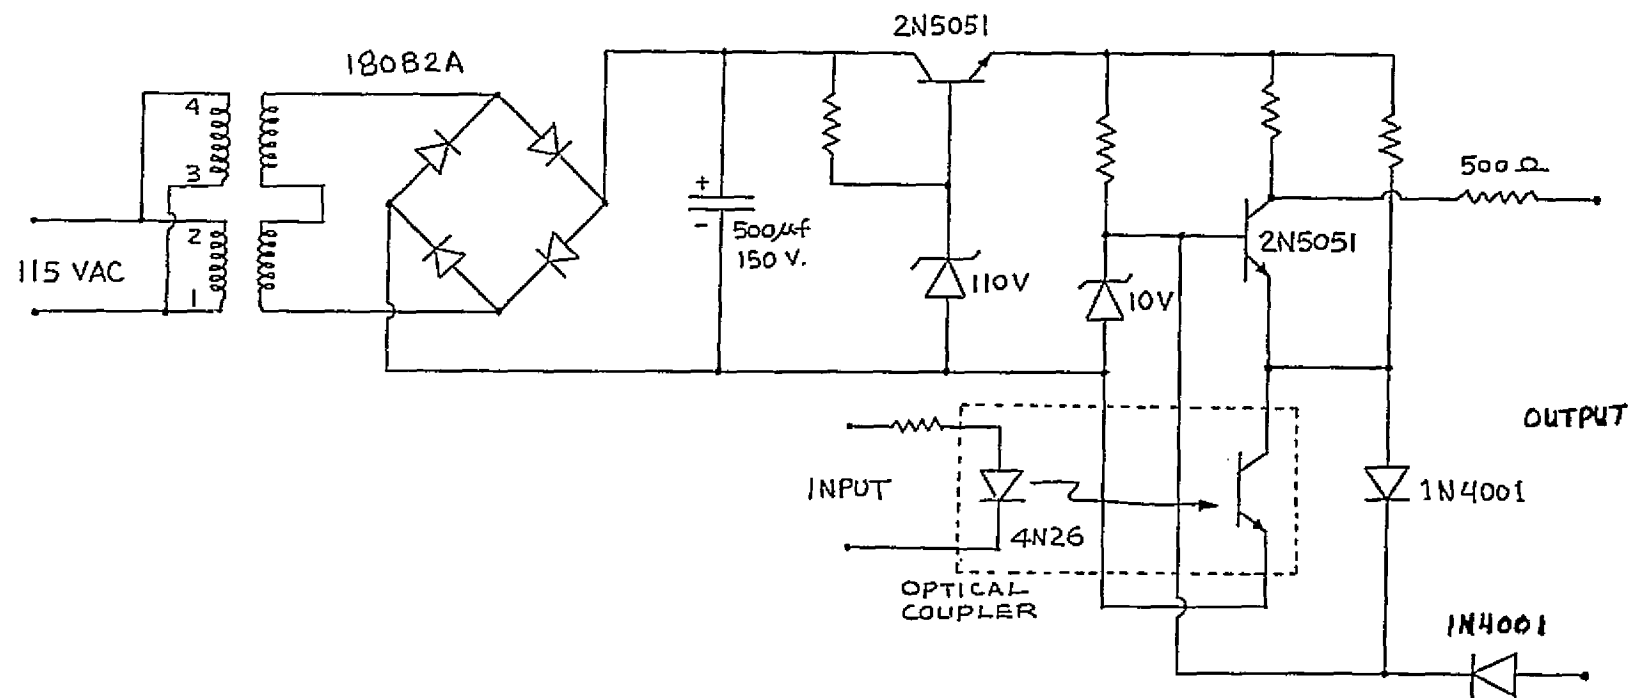 2N5051
18082A
4
3
2
1
115 VAC
+
-
500µf
150 V.
110V
10V
2N5051
500Ω
OUTPUT
INPUT
4N26
1N4001
OPTICAL
COUPLER
1N4001